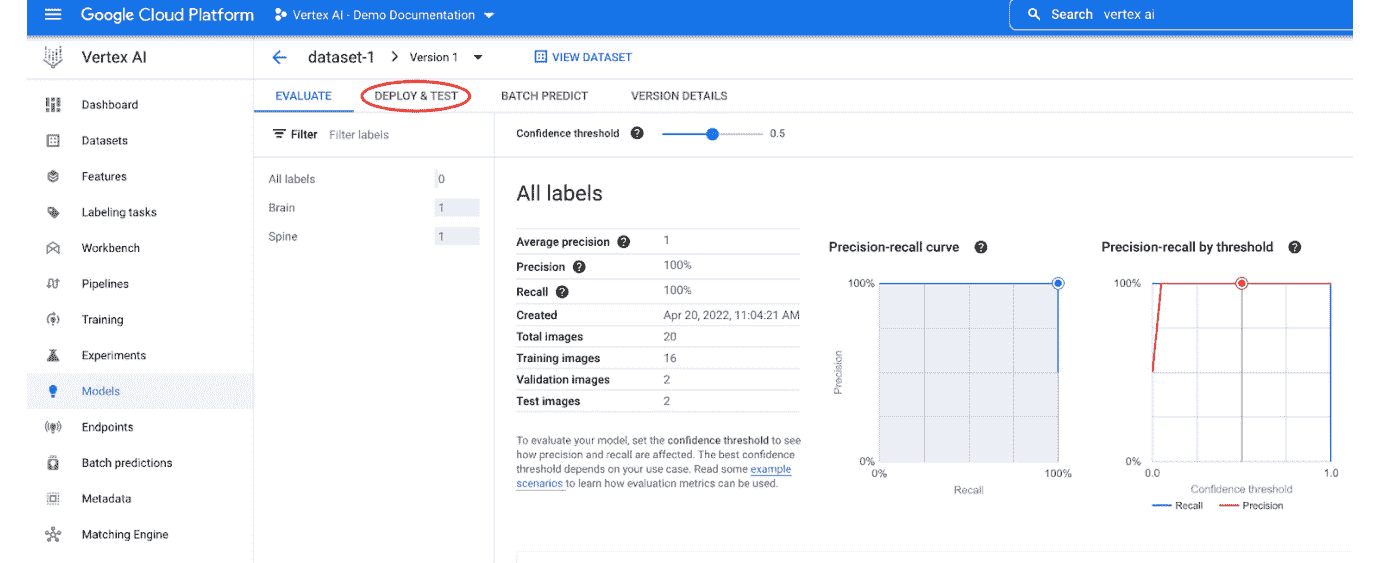 Google Cloud Platform
Vertex AI - Demo Documentation
Search vertex ai
Vertex AI
dataset-1 > Version 1
VIEW DATASET
Dashboard
Datasets
Features
Labeling tasks
Workbench
Pipelines
Training
Experiments
Models
Endpoints
Batch predictions
Metadata
Matching Engine
EVALUATE
DEPLOY & TEST
BATCH PREDICT
VERSION DETAILS
Filter Filter labels
All labels 0
Brain 1
Spine 1
Confidence threshold ? 0.5
All labels
Average precision ? 1
Precision ? 100%
Recall ? 100%
Created Apr 20, 2022, 11:04:21 AM
Total images 20
Training images 16
Validation images 2
Test images 2
To evaluate your model, set the confidence threshold to see
how precision and recall are affected. The best confidence
threshold depends on your use case. Read some example
scenarios to learn how evaluation metrics can be used.
Precision-recall curve ?
100%
Precision
0%
0% 100%
Recall
Precision-recall by threshold ?
100%
0%
0.0 1.0
Confidence threshold
Recall Precision